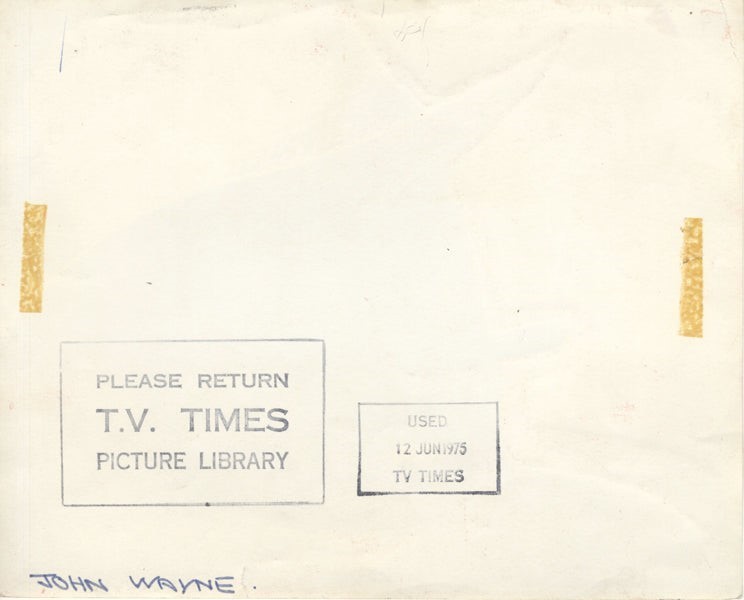 PLEASE RETURN
T.V. TIMES
PICTURE LIBRARY
USED
12 JUN 1975
TV TIMES
JOHN WAYNE.